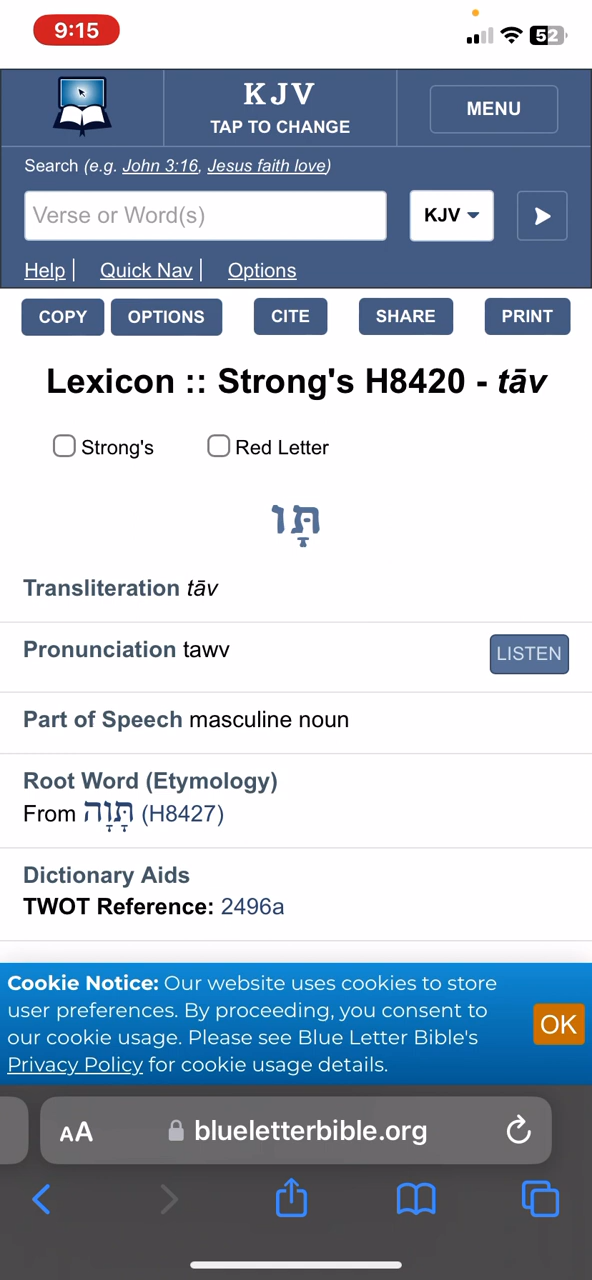 9:15
52
KJV
TAP TO CHANGE
MENU
Search (e.g. John 3:16, Jesus faith love)
Verse or Word(s)
KJV
Help | Quick Nav | Options
COPY OPTIONS CITE SHARE PRINT
Lexicon :: Strong's H8420 - tāv
Strong's Red Letter
תָּו
Transliteration tāv
Pronunciation tawv
LISTEN
Part of Speech masculine noun
Root Word (Etymology)
From תָּוָה (H8427)
Dictionary Aids
TWOT Reference: 2496a
Cookie Notice: Our website uses cookies to store
user preferences. By proceeding, you consent to
our cookie usage. Please see Blue Letter Bible's
Privacy Policy for cookie usage details.
OK
AA blueletterbible.org